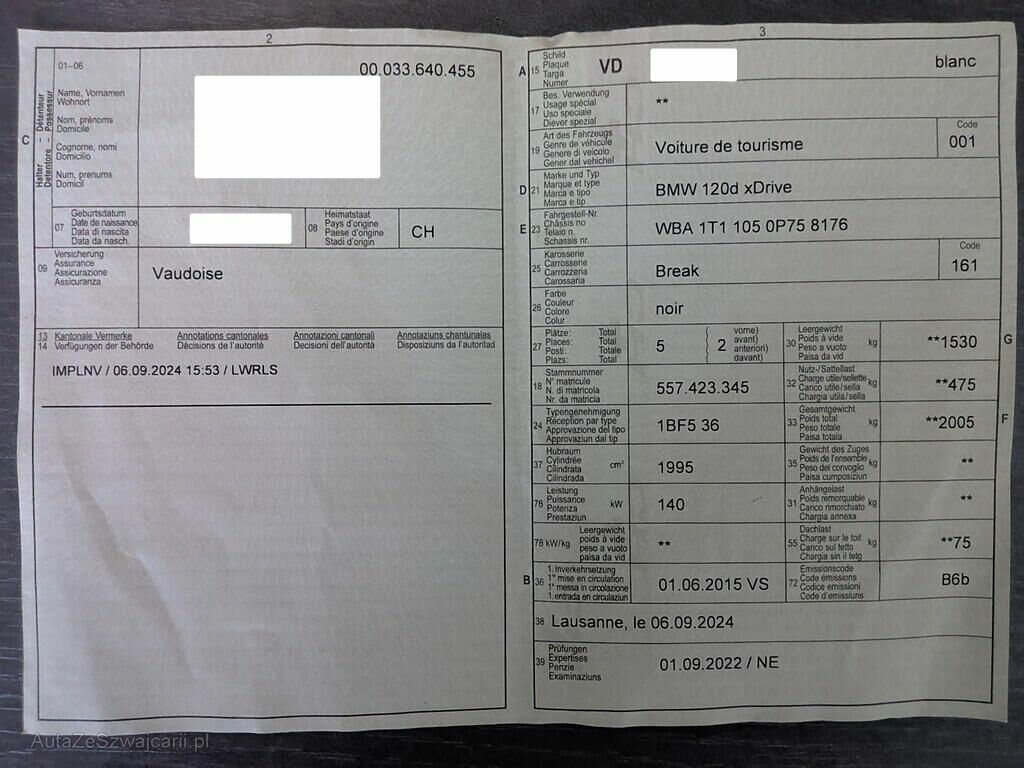 2
01-06
00.033.640.455
Halter – Détenteur
Detentore – Possessur
C
Name, Vornamen
Wohnort
Nom, prénoms
Domicile
Cognome, nomi
Domicilio
Num, prenums
Domicil
07
Geburtsdatum
Date de naissance
Data di nascita
Data da nasch.
08
Heimatstaat
Pays d'origine
Paese d'origine
Stadi d'origin
CH
09
Versicherung
Assurance
Assicurazione
Assicuranza
Vaudoise
13 Kantonale Vermerke Annotations cantonales Annotazioni cantonali Annotaziuns chantunalas
14 Verfügungen der Behörde Décisions de l'autorité Decisioni dell'autorità Disposiziuns da l'autoritad
IMPLNV / 06.09.2024 15:53 / LWRLS
3
A 15
Schild
Plaque
Targa
Numer
VD
blanc
17
Bes. Verwendung
Usage spécial
Uso speciale
Diever spezial
**
19
Art des Fahrzeugs
Genre de véhicule
Genere di veicolo
Gener dal vehichel
Voiture de tourisme
Code
001
D 21
Marke und Typ
Marque et type
Marca e tipo
Marca e tip
BMW 120d xDrive
E 23
Fahrgestell-Nr.
Châssis no
Telaio n.
Schassis nr.
WBA 1T1 105 0P75 8176
25
Karosserie
Carrosserie
Carrozzeria
Carossaria
Break
Code
161
26
Farbe
Couleur
Colore
Colur
noir
27
Plätze: Total
Places: Total
Posti: Totale
Plazs: Total
5
2
vorne)
avant)
anteriori)
davant)
30
Leergewicht
Poids à vide
Peso a vuoto
Paisa da vid
kg
**1530
G
18
Stammnummer
N° matricule
N. di matricola
Nr. da matricla
557.423.345
32
Nutz-/Sattellast
Charge utile/sellette
Carico utile/sella
Chargia utila/sella
kg
**475
24
Typengenehmigung
Réception par type
Approvazione del tipo
Approvaziun dal tip
1BF5 36
33
Gesamtgewicht
Poids total
Peso totale
Paisa totala
kg
**2005
F
37
Hubraum
Cylindrée
Cilindrata
Cilindrada
cm³
1995
35
Gewicht des Zuges
Poids de l'ensemble
Peso del convoglio
Paisa cumposiziun
kg
**
76
Leistung
Puissance
Potenza
Prestaziun
kW
140
31
Anhängelast
Poids remorquable
Carico rimorchiato
Chargia annexa
kg
**
78 kW/kg
Leergewicht
poids à vide
peso a vuoto
paisa da vid
**
55
Dachlast
Charge sur le toit
Carico sul tetto
Chargia sin il tetg
kg
**75
B 36
1. Inverkehrsetzung
1re mise en circulation
1a messa in circolazione
1. entrada en circulaziun
01.06.2015 VS
72
Emissionscode
Code émissions
Codice emissioni
Code d'emissiuns
B6b
38 Lausanne, le 06.09.2024
39
Prüfungen
Expertises
Perizie
Examinaziuns
01.09.2022 / NE
AutaZeSzwajcarii.pl